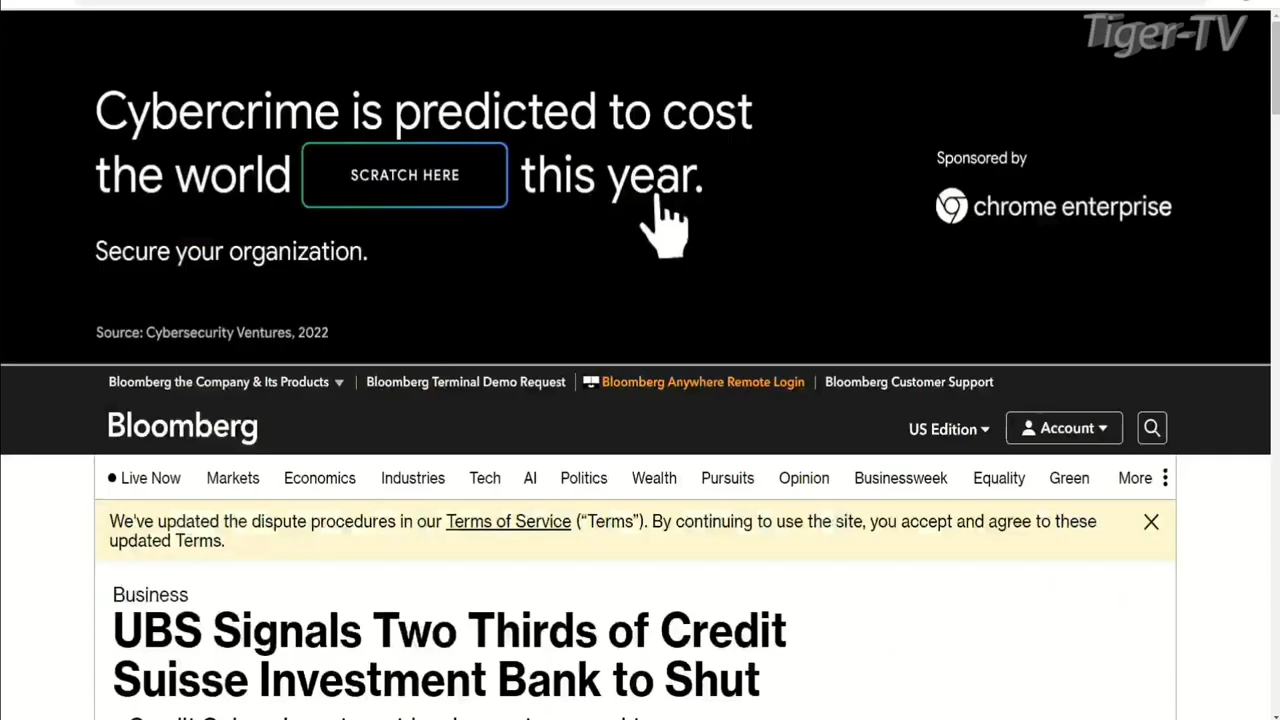 Tiger-TV
Cybercrime is predicted to cost
the world SCRATCH HERE this year.
Sponsored by
chrome enterprise
Secure your organization.
Source: Cybersecurity Ventures, 2022
Bloomberg the Company & Its Products Bloomberg Terminal Demo Request Bloomberg Anywhere Remote Login Bloomberg Customer Support
Bloomberg US Edition Account
Live Now Markets Economics Industries Tech AI Politics Wealth Pursuits Opinion Businessweek Equality Green More
We've updated the dispute procedures in our Terms of Service (“Terms”). By continuing to use the site, you accept and agree to these
updated Terms.
Business
UBS Signals Two Thirds of Credit
Suisse Investment Bank to Shut